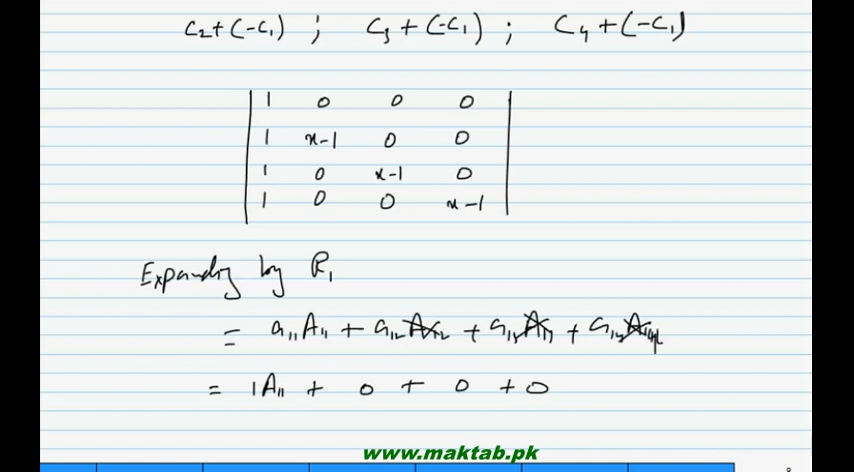 C₂+(-C₁) ; C₃+(-C₁) ; C₄+(-C₁)
1 0 0 0
1 x-1 0 0
1 0 x-1 0
1 0 0 x-1
Expanding by R₁
= a₁₁A₁₁ + a₁₂A₁₂ + a₁₃A₁₃ + a₁₄A₁₄
= 1A₁₁ + 0 + 0 + 0
www.maktab.pk